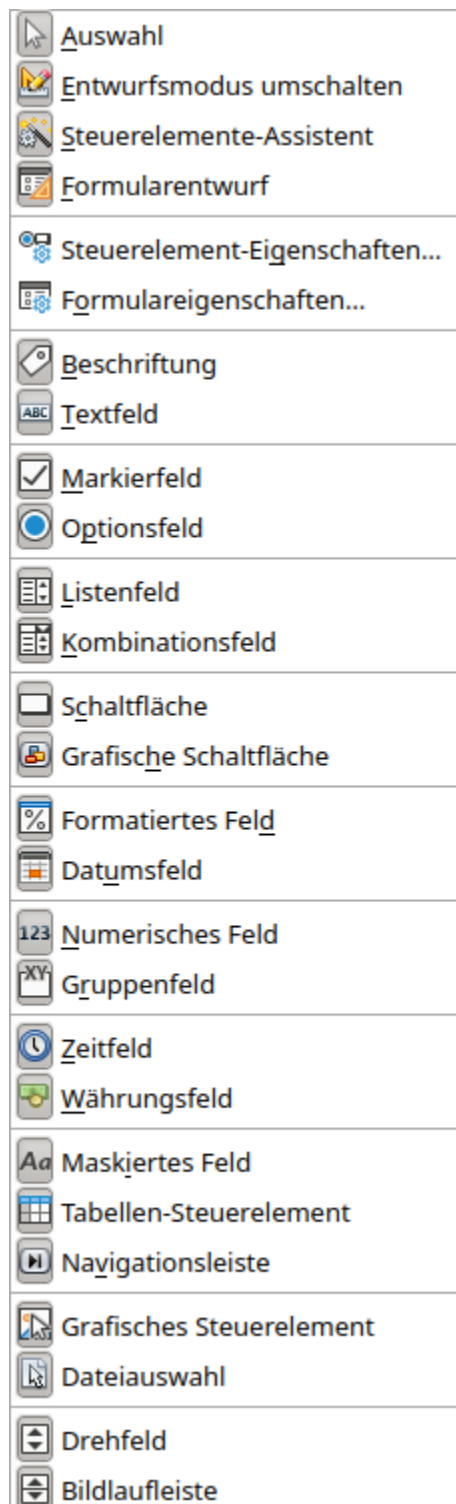 Auswahl
Entwurfsmodus umschalten
Steuerelemente-Assistent
Formularentwurf
Steuerelement-Eigenschaften...
Formulareigenschaften...
Beschriftung
ABC Textfeld
Markierfeld
Optionsfeld
Listenfeld
Kombinationsfeld
Schaltfläche
Grafische Schaltfläche
% Formatiertes Feld
Datumsfeld
123 Numerisches Feld
XY Gruppenfeld
Zeitfeld
Währungsfeld
Aa Maskiertes Feld
Tabellen-Steuerelement
Navigationsleiste
Grafisches Steuerelement
Dateiauswahl
Drehfeld
Bildlaufleiste